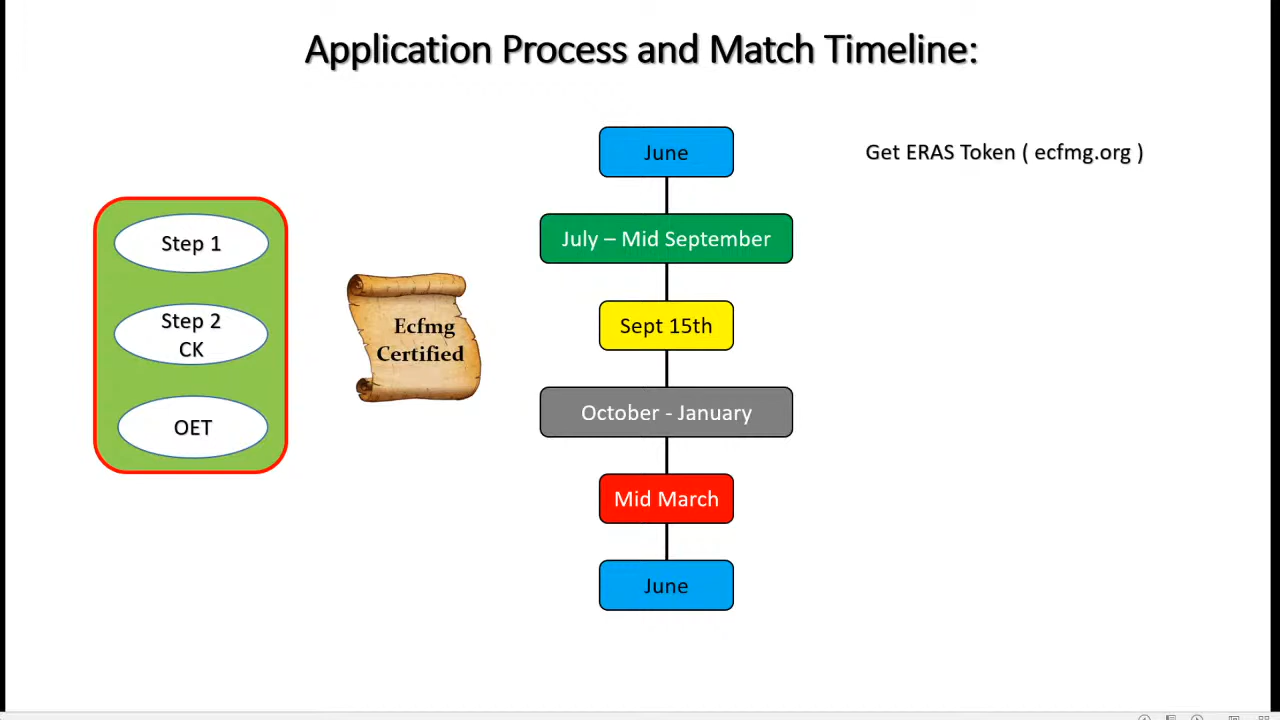 Application Process and Match Timeline:
June
Get ERAS Token ( ecfmg.org )
July – Mid September
Step 1
Sept 15th
Step 2
CK
Ecfmg
Certified
October - January
OET
Mid March
June